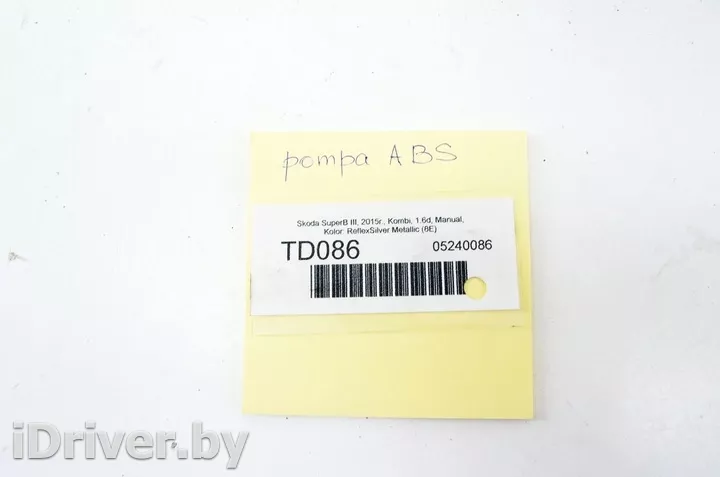 pompa ABS
Skoda SuperB III, 2015r., Kombi, 1.6d, Manual,
Kolor: ReflexSilver Metallic (8E)
TD086 05240086
iDriver.by